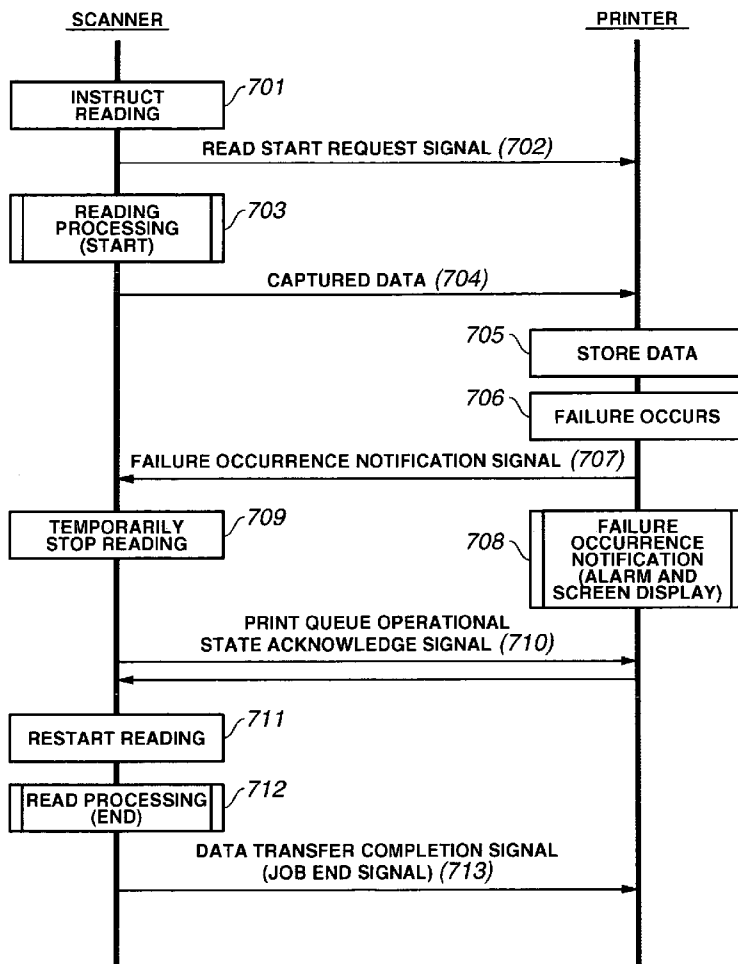 SCANNER
PRINTER
INSTRUCT
READING
701
READ START REQUEST SIGNAL (702)
READING
PROCESSING
(START)
703
CAPTURED DATA (704)
705
STORE DATA
706
FAILURE OCCURS
FAILURE OCCURRENCE NOTIFICATION SIGNAL (707)
TEMPORARILY
STOP READING
709
708
FAILURE
OCCURRENCE
NOTIFICATION
(ALARM AND
SCREEN DISPLAY)
PRINT QUEUE OPERATIONAL
STATE ACKNOWLEDGE SIGNAL (710)
RESTART READING
711
READ PROCESSING
(END)
712
DATA TRANSFER COMPLETION SIGNAL
(JOB END SIGNAL) (713)